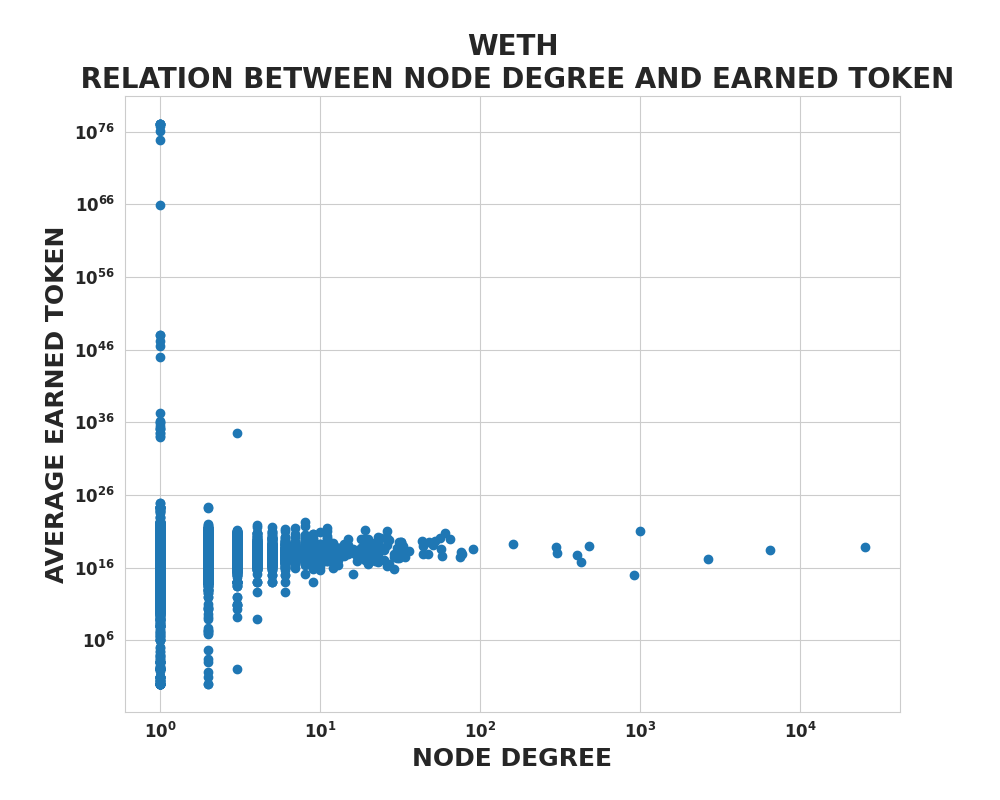 WETH
RELATION BETWEEN NODE DEGREE AND EARNED TOKEN
AVERAGE EARNED TOKEN
10^76
10^66
10^56
10^46
10^36
10^26
10^16
10^6
10^0 10^1 10^2 10^3 10^4
NODE DEGREE